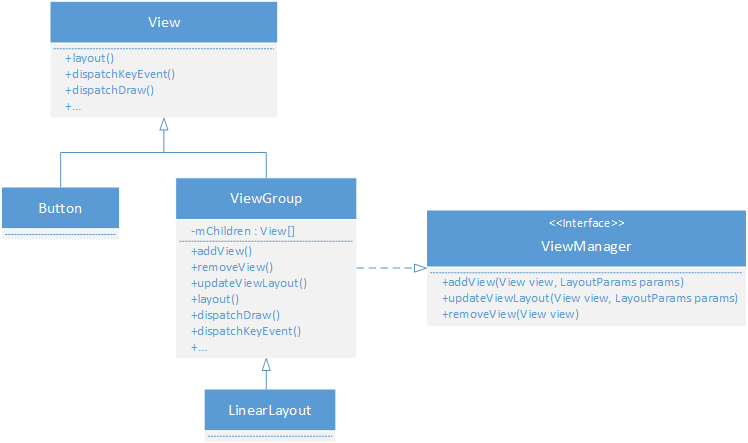 View
+layout()
+dispatchKeyEvent()
+dispatchDraw()
+...
Button
ViewGroup
-mChildren : View[]
+addView()
+removeView()
+updateViewLayout()
+layout()
+dispatchDraw()
+dispatchKeyEvent()
+...
<<Interface>>
ViewManager
+addView(View view, LayoutParams params)
+updateViewLayout(View view, LayoutParams params)
+removeView(View view)
LinearLayout